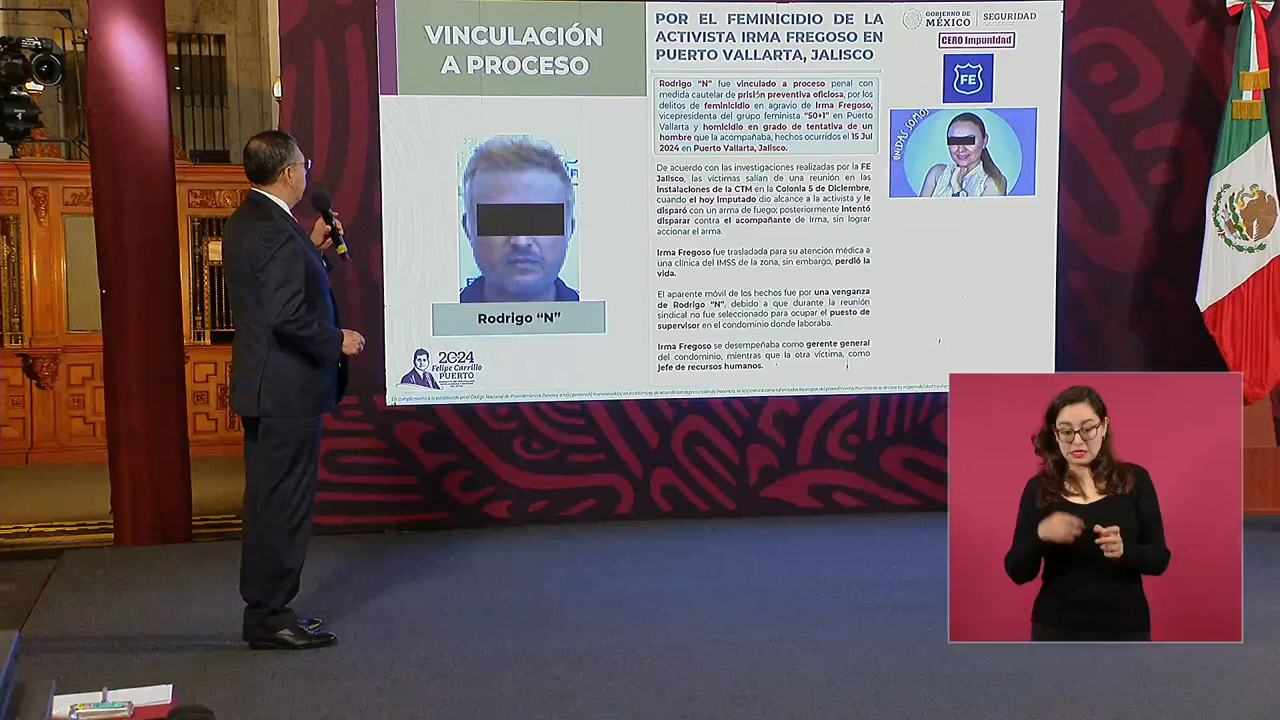 VINCULACIÓN
A PROCESO
Rodrigo “N”
2024
Felipe Carrillo
PUERTO
POR EL FEMINICIDIO DE LA
ACTIVISTA IRMA FREGOSO EN
PUERTO VALLARTA, JALISCO
Rodrigo “N” fue vinculado a proceso penal con
medida cautelar de prisión preventiva oficiosa, por los
delitos de feminicidio en agravio de Irma Fregoso,
vicepresidenta del grupo feminista “50+1” en Puerto
Vallarta y homicidio en grado de tentativa de un
hombre que la acompañaba, hechos ocurridos el 15 Jul
2024 en Puerto Vallarta, Jalisco.
De acuerdo con las investigaciones realizadas por la FE
Jalisco, las víctimas salían de una reunión en las
instalaciones de la CTM en la Colonia 5 de Diciembre,
cuando el hoy imputado dio alcance a la activista y le
disparó con un arma de fuego; posteriormente intentó
disparar contra el acompañante de Irma, sin lograr
accionar el arma.
Irma Fregoso fue trasladada para su atención médica a
una clínica del IMSS de la zona, sin embargo, perdió la
vida.
El aparente móvil de los hechos fue por una venganza
de Rodrigo “N”, debido a que durante la reunión
sindical no fue seleccionado para ocupar el puesto de
supervisor en el condominio donde laboraba.
Irma Fregoso se desempeñaba como gerente general
del condominio, mientras que la otra víctima, como
jefe de recursos humanos.
GOBIERNO DE
MÉXICO
SEGURIDAD
CERO Impunidad
FE
UNIDAS SOMOS